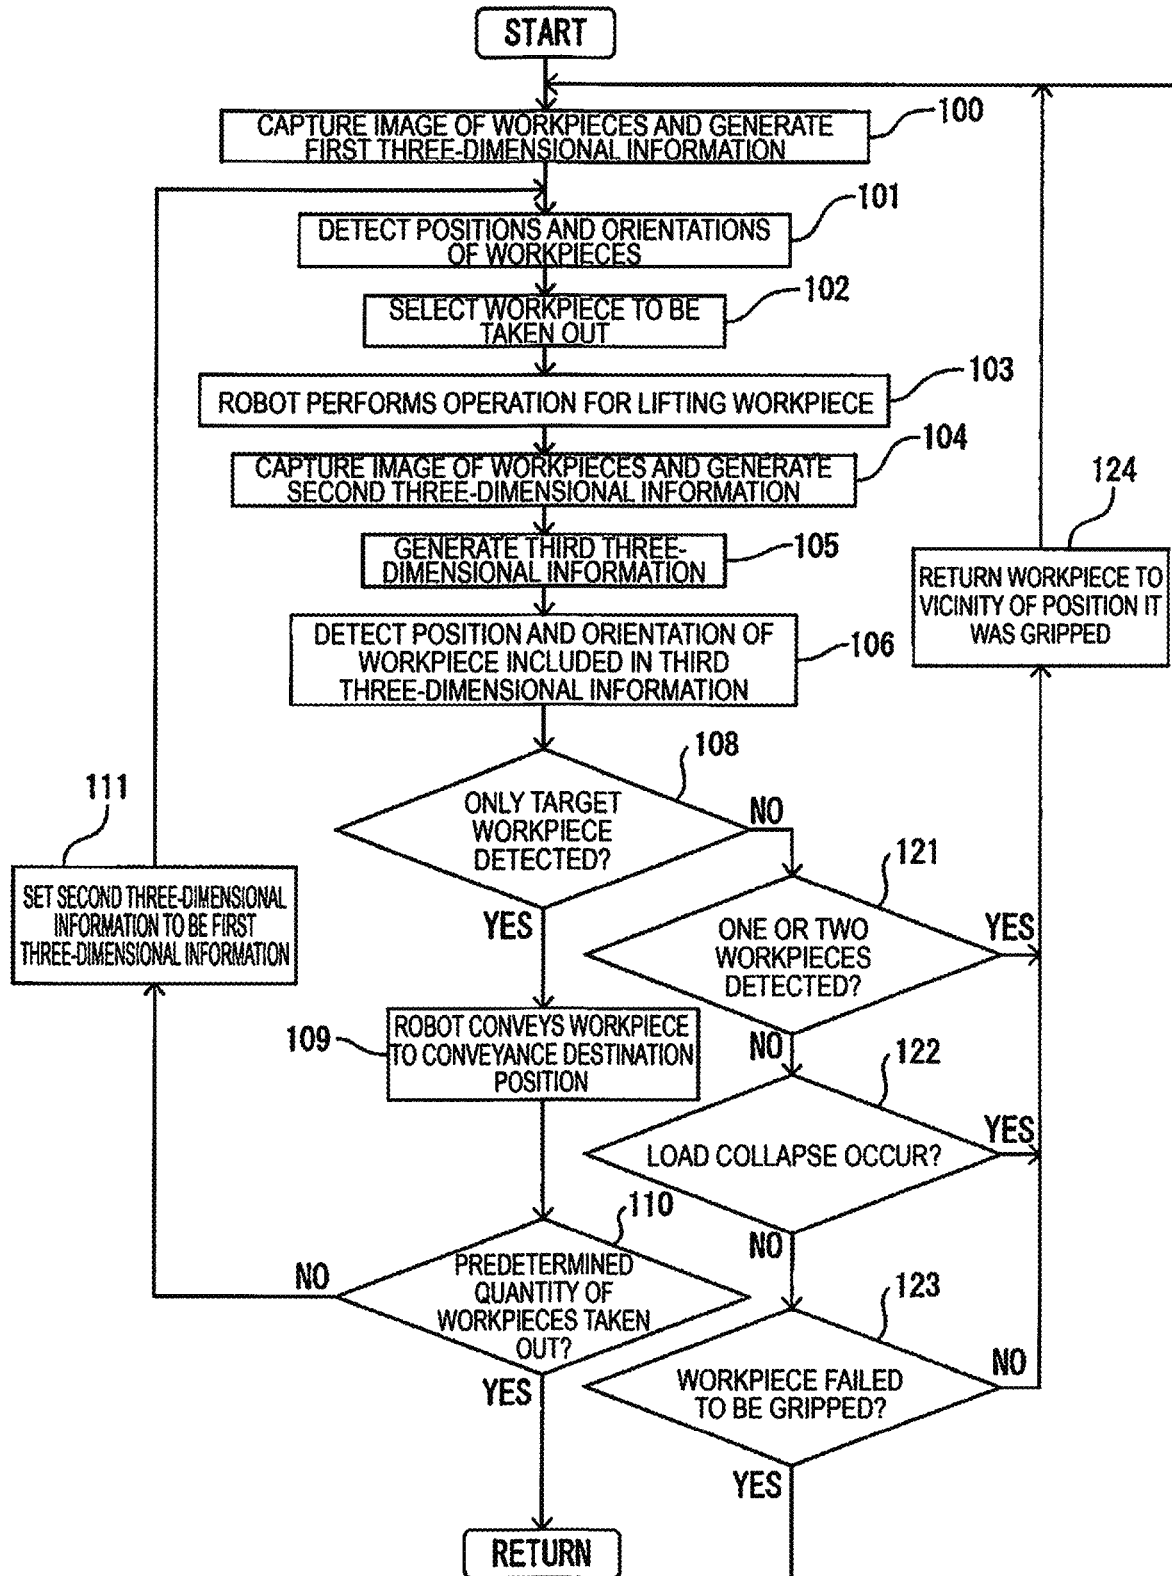 START
100
CAPTURE IMAGE OF WORKPIECES AND GENERATE
FIRST THREE-DIMENSIONAL INFORMATION
101
DETECT POSITIONS AND ORIENTATIONS
OF WORKPIECES
102
SELECT WORKPIECE TO BE
TAKEN OUT
103
ROBOT PERFORMS OPERATION FOR LIFTING WORKPIECE
104
CAPTURE IMAGE OF WORKPIECES AND GENERATE
SECOND THREE-DIMENSIONAL INFORMATION
105
GENERATE THIRD THREE-
DIMENSIONAL INFORMATION
106
DETECT POSITION AND ORIENTATION OF
WORKPIECE INCLUDED IN THIRD
THREE-DIMENSIONAL INFORMATION
124
RETURN WORKPIECE TO
VICINITY OF POSITION IT
WAS GRIPPED
108
ONLY TARGET
WORKPIECE
DETECTED?
NO
YES
111
SET SECOND THREE-DIMENSIONAL
INFORMATION TO BE FIRST
THREE-DIMENSIONAL INFORMATION
121
ONE OR TWO
WORKPIECES
DETECTED?
YES
NO
109
ROBOT CONVEYS WORKPIECE
TO CONVEYANCE DESTINATION
POSITION
122
LOAD COLLAPSE OCCUR?
YES
NO
110
PREDETERMINED
QUANTITY OF
WORKPIECES TAKEN
OUT?
NO
YES
123
WORKPIECE FAILED
TO BE GRIPPED?
NO
YES
RETURN